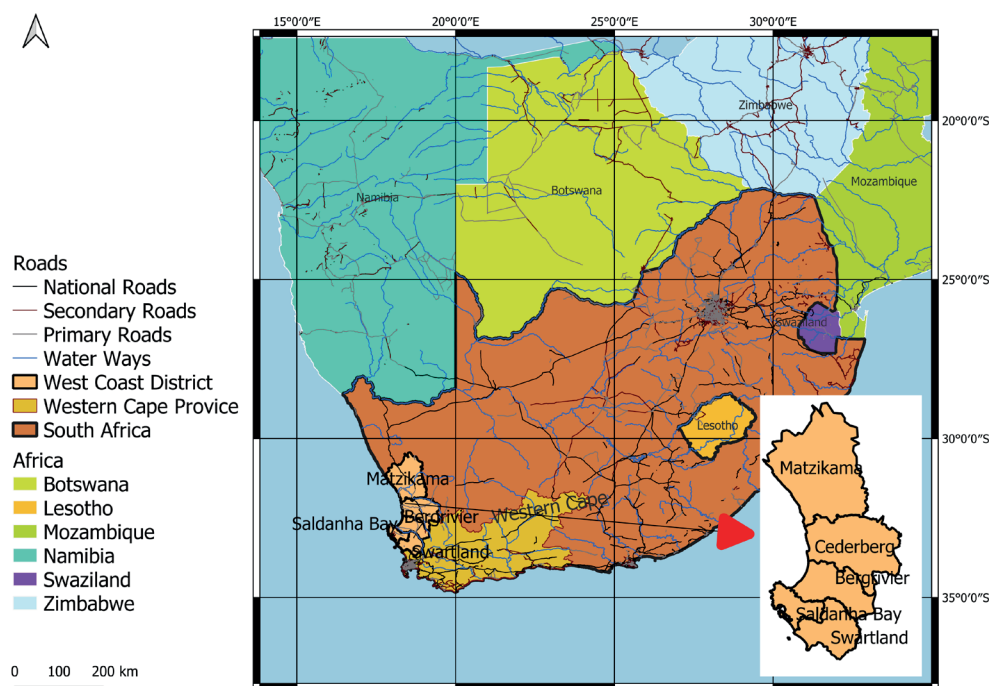 15°0'0"S 20°0'0"S 25°0'0"S 30°0'0"S
Zimbabwe
20°0'0"S
Mozambique
Botswana
Namibia
Roads
National Roads
Secondary Roads
Primary Roads
Water Ways
West Coast District
Western Cape Provice
South Africa
Africa
Botswana
Lesotho
Mozambique
Namibia
Swaziland
Zimbabwe
0 100 200 km
25°0'0"S
Swaziland
Lesotho
30°0'0"S
Matzikama
Western Cape
Bergrivier
Saldanha Bay
Swartland
35°0'0"S
Matzikama
Cederberg
Bergrivier
Saldanha Bay
Swartland